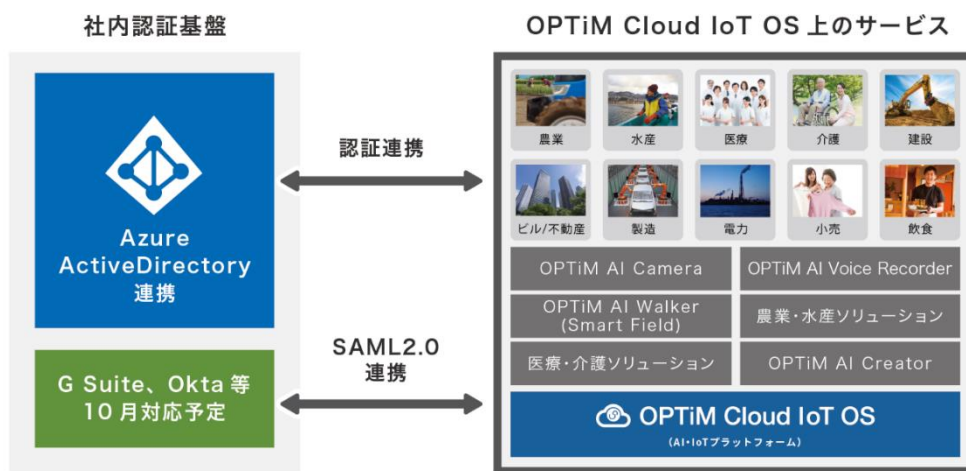 社内認証基盤
Azure
ActiveDirectory
連携
G Suite、Okta 等
10月対応予定
認証連携
SAML2.0
連携
OPTiM Cloud IoT OS 上のサービス
農業
水産
医療
介護
建設
ビル/不動産
製造
電力
小売
飲食
OPTiM AI Camera
OPTiM AI Voice Recorder
OPTiM AI Walker
(Smart Field)
農業・水産ソリューション
医療・介護ソリューション
OPTiM AI Creator
OPTiM Cloud IoT OS
(AI・IoTプラットフォーム)